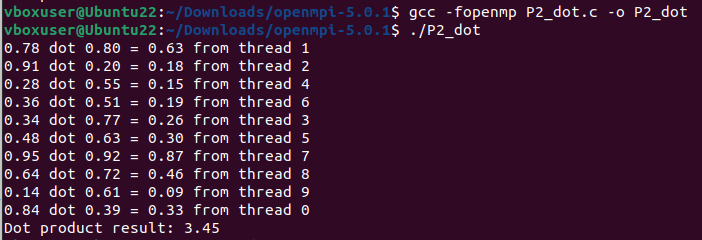 vboxuser@Ubuntu22:~/Downloads/openmpi-5.0.1$ gcc -fopenmp P2_dot.c -o P2_dot
vboxuser@Ubuntu22:~/Downloads/openmpi-5.0.1$ ./P2_dot
0.78 dot 0.80 = 0.63 from thread 1
0.91 dot 0.20 = 0.18 from thread 2
0.28 dot 0.55 = 0.15 from thread 4
0.36 dot 0.51 = 0.19 from thread 6
0.34 dot 0.77 = 0.26 from thread 3
0.48 dot 0.63 = 0.30 from thread 5
0.95 dot 0.92 = 0.87 from thread 7
0.64 dot 0.72 = 0.46 from thread 8
0.14 dot 0.61 = 0.09 from thread 9
0.84 dot 0.39 = 0.33 from thread 0
Dot product result: 3.45